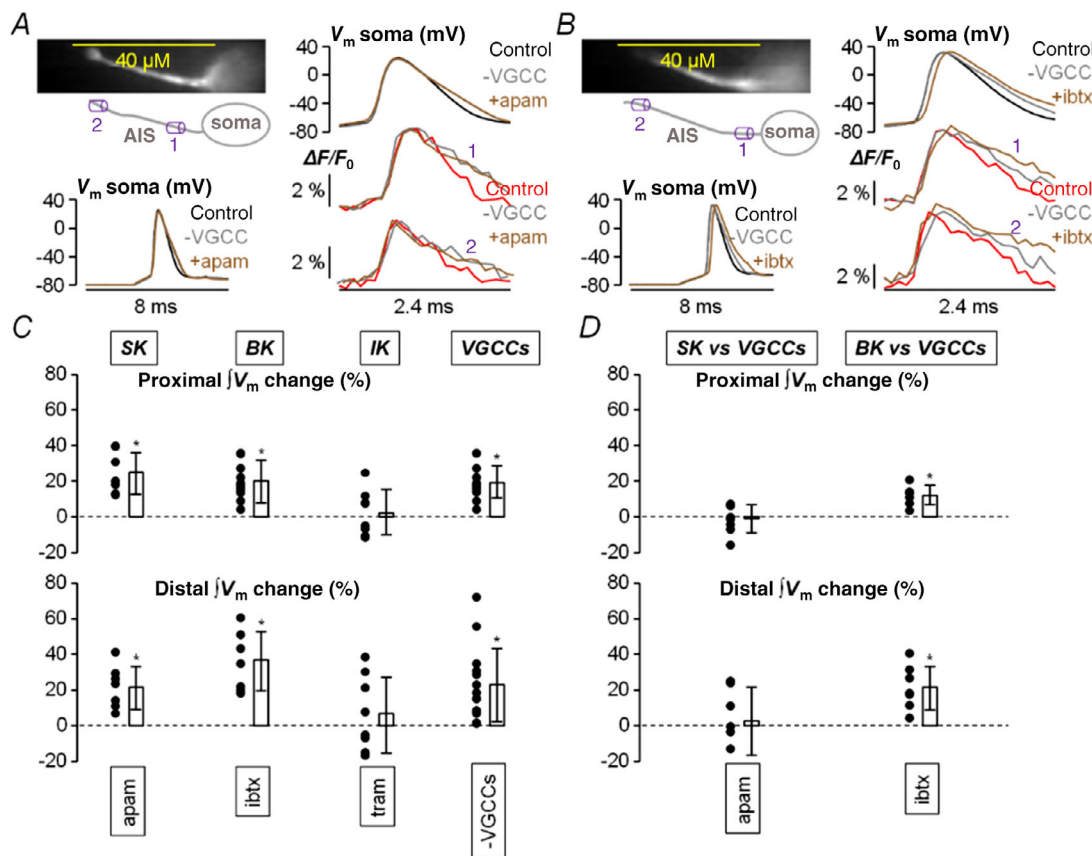 A
40 µM
2
AIS
1
soma
Vm soma (mV)
40
0
-40
-80
Control
-VGCC
+apam
8 ms
Vm soma (mV)
40
0
-40
-80
Control
-VGCC
+apam
ΔF/F0
2 %
1
Control
-VGCC
+apam
2 %
2
2.4 ms
B
40 µM
2
AIS
1
soma
Vm soma (mV)
40
0
-40
-80
Control
-VGCC
+ibtx
8 ms
Vm soma (mV)
40
0
-40
-80
Control
-VGCC
+ibtx
ΔF/F0
2 %
1
Control
-VGCC
+ibtx
2 %
2
2.4 ms
C
SK BK IK VGCCs
Proximal ∫Vm change (%)
80
60
40
20
0
-20
* * *
Distal ∫Vm change (%)
80
60
40
20
0
-20
* * *
apam ibtx tram -VGCCs
D
SK vs VGCCs BK vs VGCCs
Proximal ∫Vm change (%)
80
60
40
20
0
-20
*
Distal ∫Vm change (%)
80
60
40
20
0
-20
*
apam ibtx